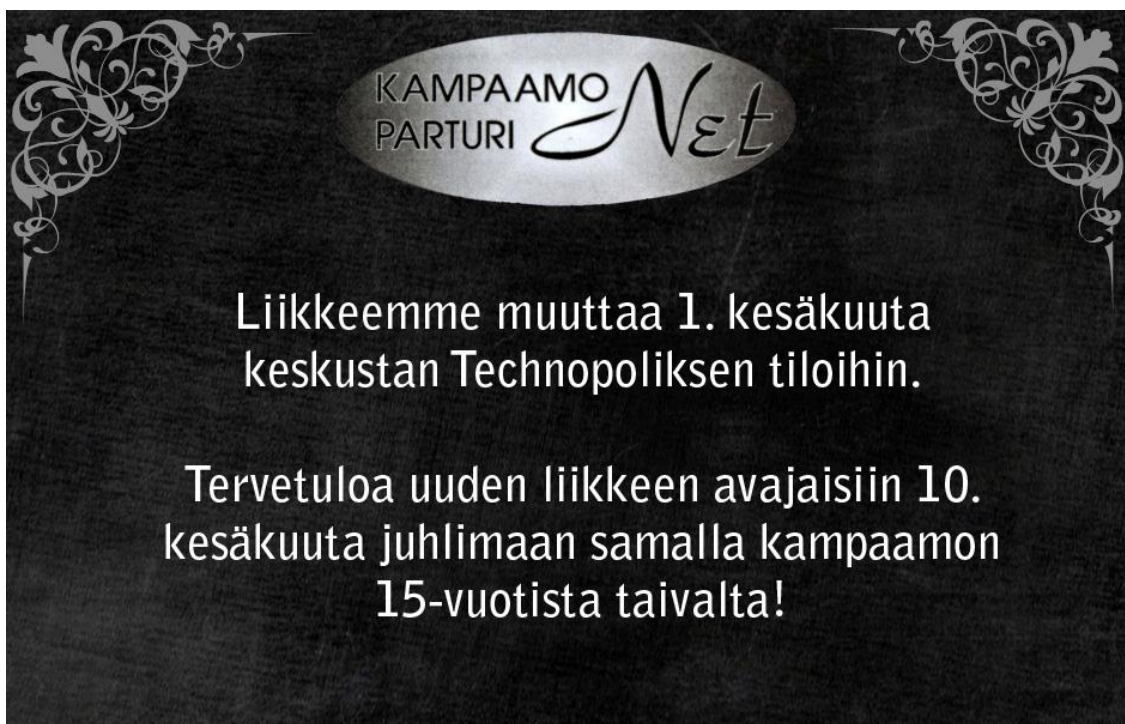 KAMPAAMO
PARTURI Net
Liikkeemme muuttaa 1. kesäkuuta
keskustan Technopoliksen tiloihin.
Tervetuloa uuden liikkeen avajaisiin 10.
kesäkuuta juhlimaan samalla kampaamon
15-vuotista taivalta!